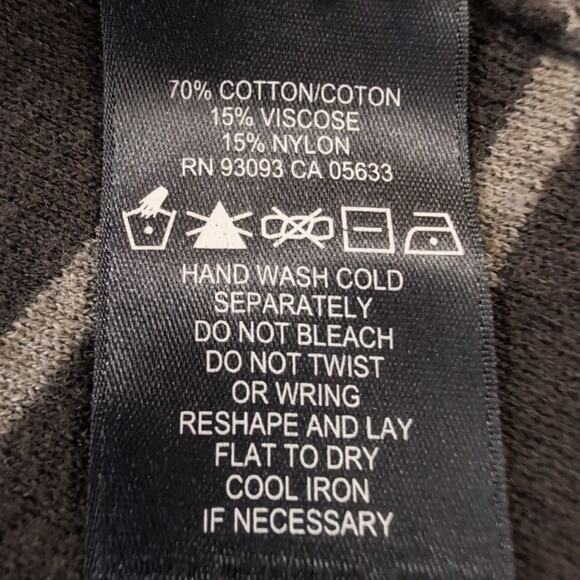 70% COTTON/COTON
15% VISCOSE
15% NYLON
RN 93093 CA 05633
HAND WASH COLD
SEPARATELY
DO NOT BLEACH
DO NOT TWIST
OR WRING
RESHAPE AND LAY
FLAT TO DRY
COOL IRON
IF NECESSARY